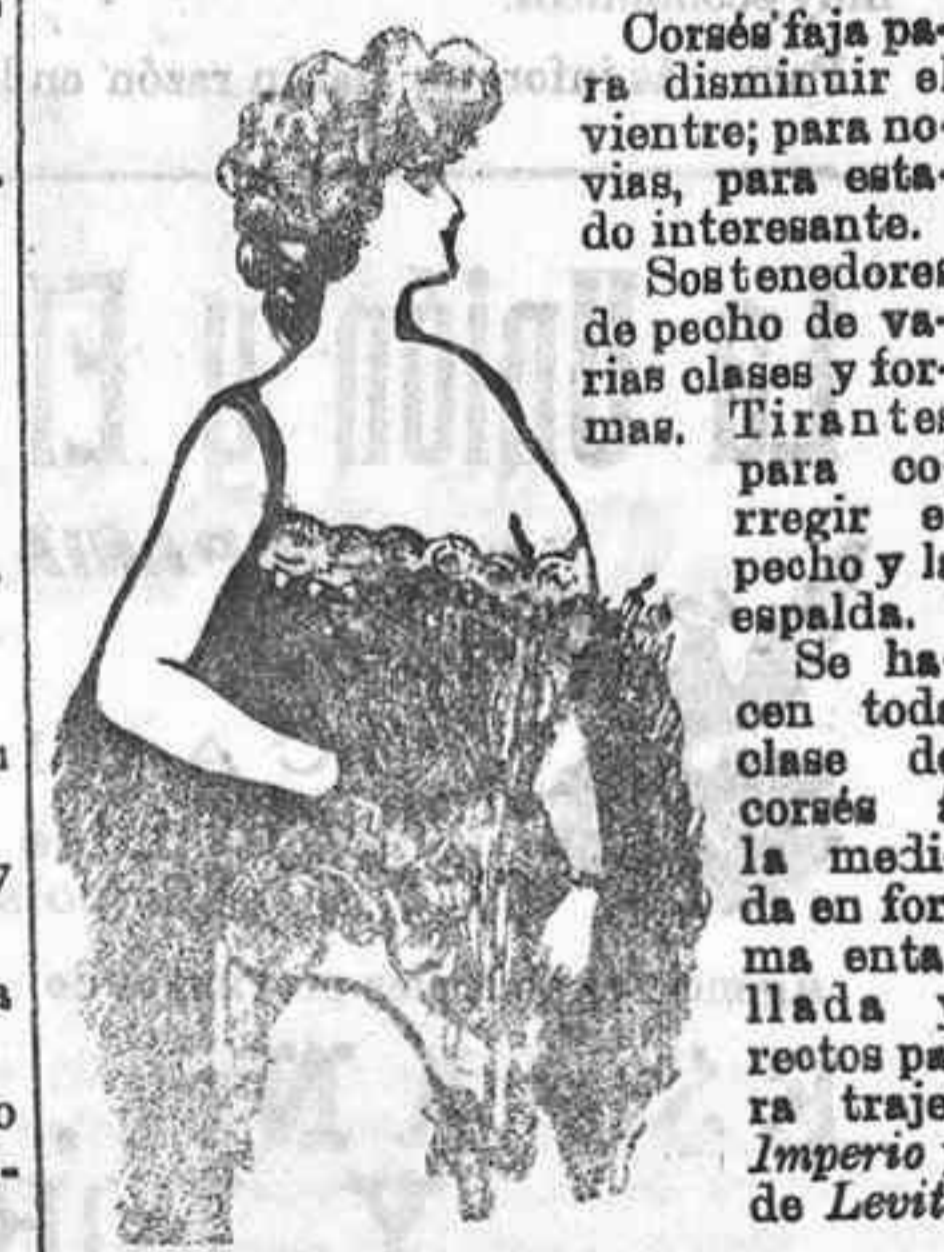 Corsés faja pa-
ra disminuir el
vientre; para no-
vias, para esta-
do interesante.
Sostenedores
de pecho de va-
rias clases y for-
mas. Tirantes
para co-
rregir e
pecho y la
espalda.
Se ha-
cen toda
clase de
corsés a
la medi-
da en for-
ma enta-
llada y
rectos pa-
ra traje
Imperio y
de Levit